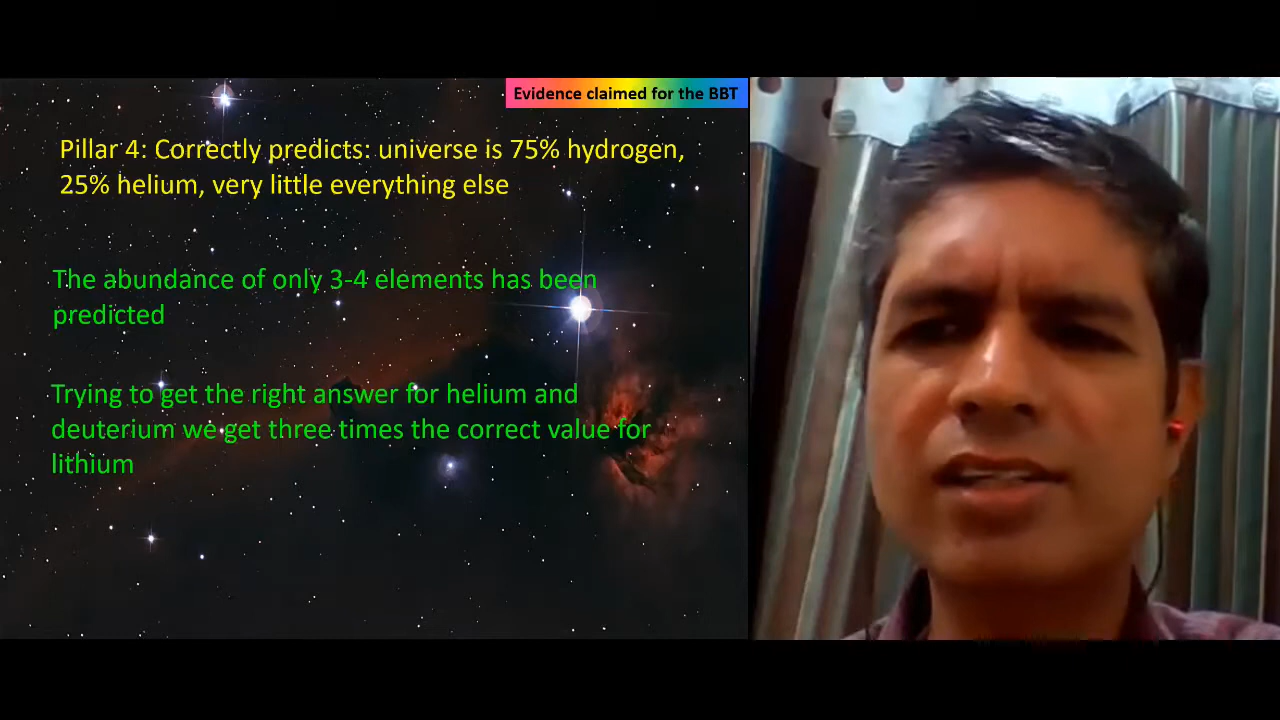 Evidence claimed for the BBT
Pillar 4: Correctly predicts: universe is 75% hydrogen,
25% helium, very little everything else
The abundance of only 3-4 elements has been
predicted
Trying to get the right answer for helium and
deuterium we get three times the correct value for
lithium